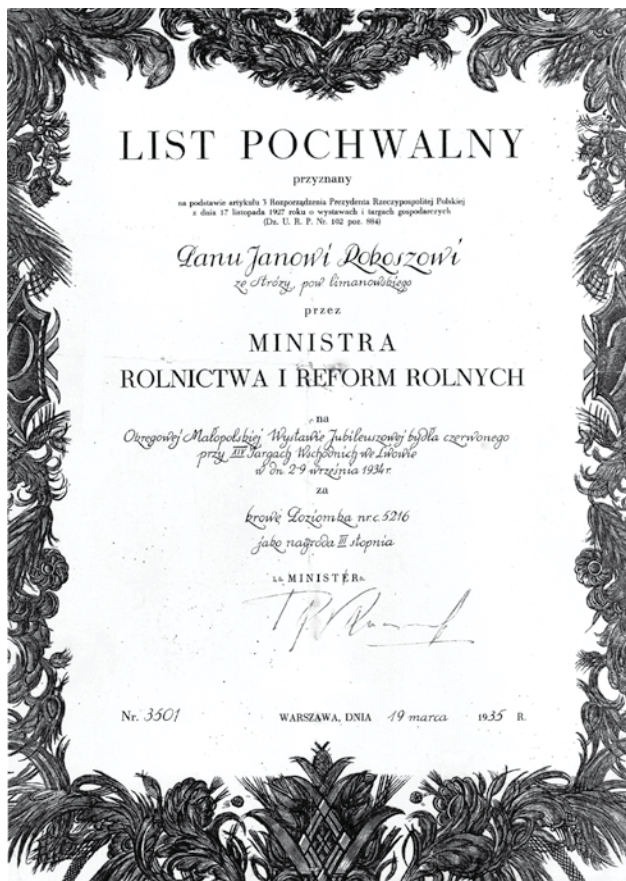 LIST POCHWALNY
przyznany
na podstawie artykułu 3 Rozporządzenia Prezydenta Rzeczypospolitej Polskiej
z dnia 17 listopada 1927 roku o wystawach i targach gospodarczych
(Dz. U. R. P. Nr. 102 poz. 884)
Panu Janowi Roboszowi
ze Stróży, pow limanowskiego
przez
MINISTRA
ROLNICTWA I REFORM ROLNYCH
na
Okręgowej Małopolskiej Wystawie Jubileuszowej bydła czerwonego
przy XIV Targach Wschodnich we Lwowie
w dn. 2-9 września 1934 r.
za
krowę Poziomka nr.c. 5216
jako nagroda III stopnia
MINISTER
Nr. 3501 WARSZAWA, DNIA 19 marca 1935 R.